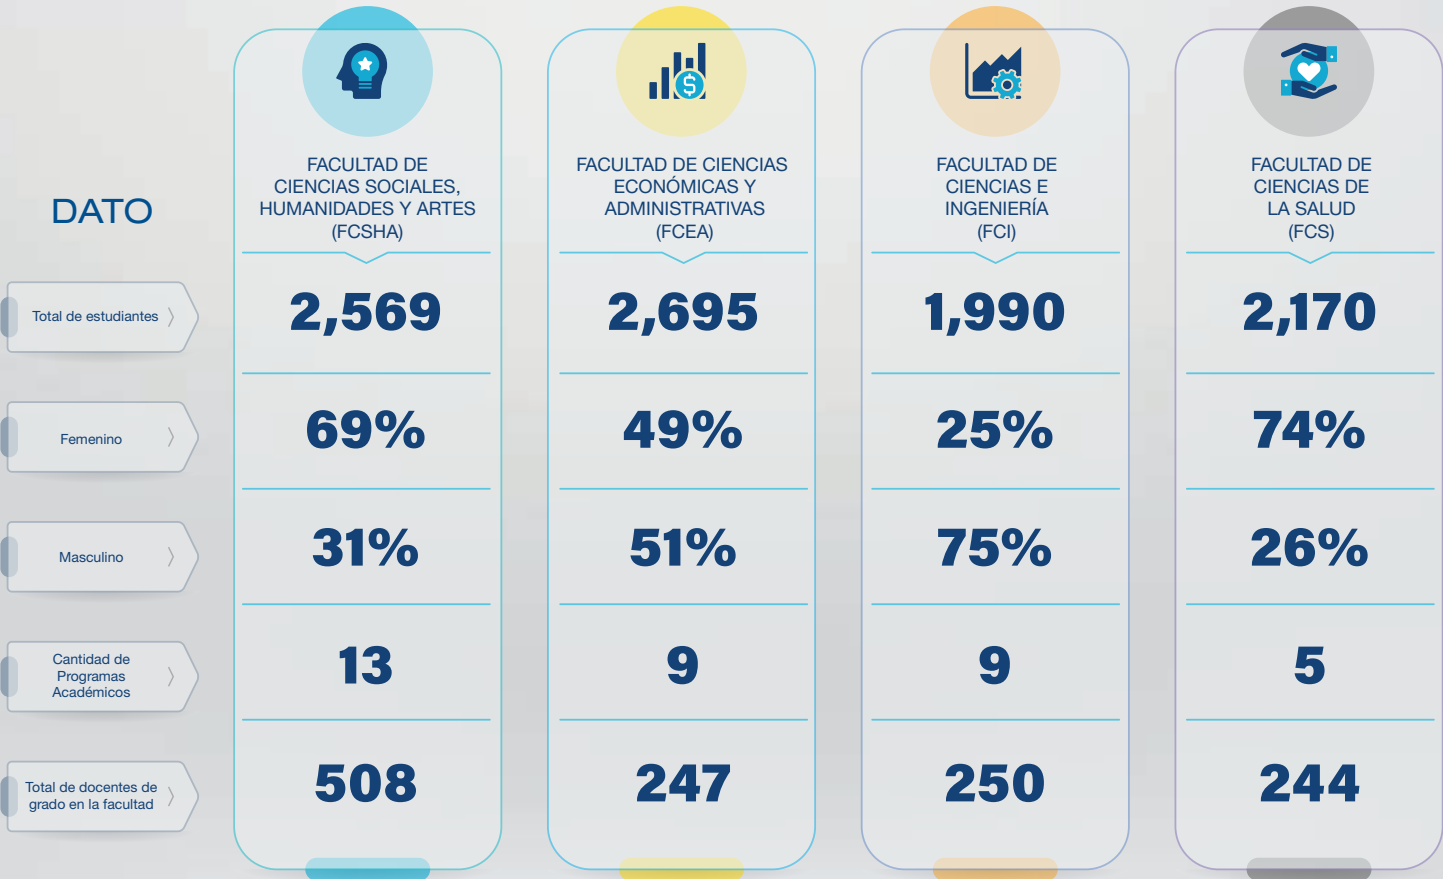 DATO
FACULTAD DE
CIENCIAS SOCIALES,
HUMANIDADES Y ARTES
(FCSHA)
FACULTAD DE CIENCIAS
ECONÓMICAS Y
ADMINISTRATIVAS
(FCEA)
FACULTAD DE
CIENCIAS E
INGENIERÍA
(FCI)
FACULTAD DE
CIENCIAS DE
LA SALUD
(FCS)
Total de estudiantes
2,569
2,695
1,990
2,170
Femenino
69%
49%
25%
74%
Masculino
31%
51%
75%
26%
Cantidad de
Programas
Académicos
13
9
9
5
Total de docentes de
grado en la facultad
508
247
250
244
$